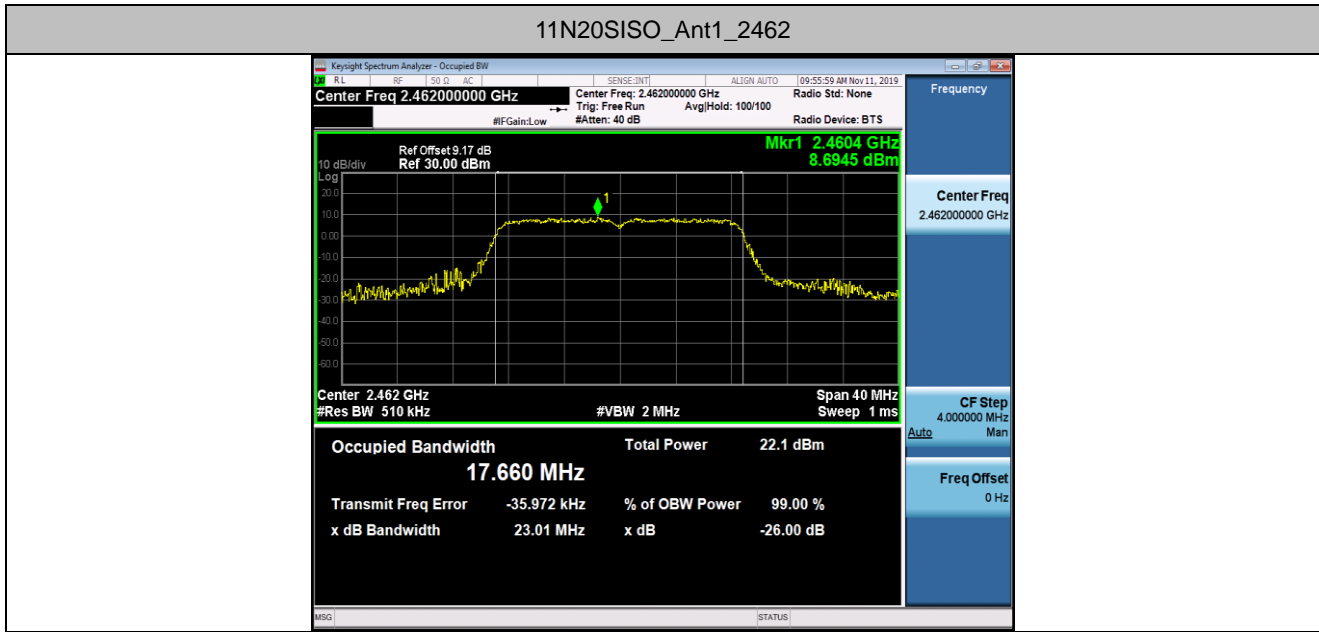 11N20SISO_Ant1_2462
Keysight Spectrum Analyzer - Occupied BW
RL RF 50 Ω AC SENSE:INT ALIGN AUTO 09:55:59 AM Nov 11, 2019
Center Freq 2.462000000 GHz Center Freq: 2.462000000 GHz Radio Std: None Frequency
Trig: Free Run Avg|Hold: 100/100
#IFGain:Low #Atten: 40 dB Radio Device: BTS
Mkr1 2.4604 GHz
8.6945 dBm
Ref Offset 9.17 dB
10 dB/div Ref 30.00 dBm
Log
20.0
10.0
0.00
-10.0
-20.0
-30.0
-40.0
-50.0
-60.0
1
Center Freq
2.462000000 GHz
Center 2.462 GHz Span 40 MHz
#Res BW 510 kHz #VBW 2 MHz Sweep 1 ms
CF Step
4.000000 MHz
Auto Man
Occupied Bandwidth Total Power 22.1 dBm
17.660 MHz
Freq Offset
0 Hz
Transmit Freq Error -35.972 kHz % of OBW Power 99.00 %
x dB Bandwidth 23.01 MHz x dB -26.00 dB
MSG STATUS